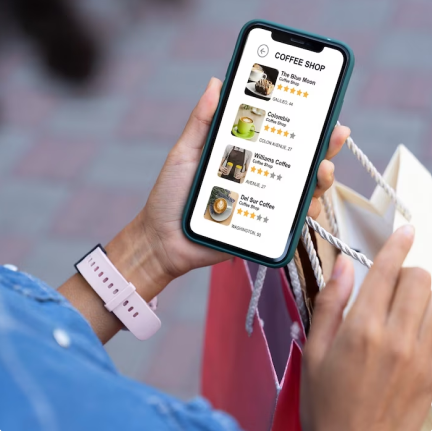 COFFEE SHOP
The Blue Moon
Coffee Shop
GALILEO, 44
Colombia
Coffee Shop
COLON AVENUE, 27
Williams Coffee
Coffee Shop
AVENUE, 27
Del Sur Coffee
Coffee Shop
WASHINGTON, 50